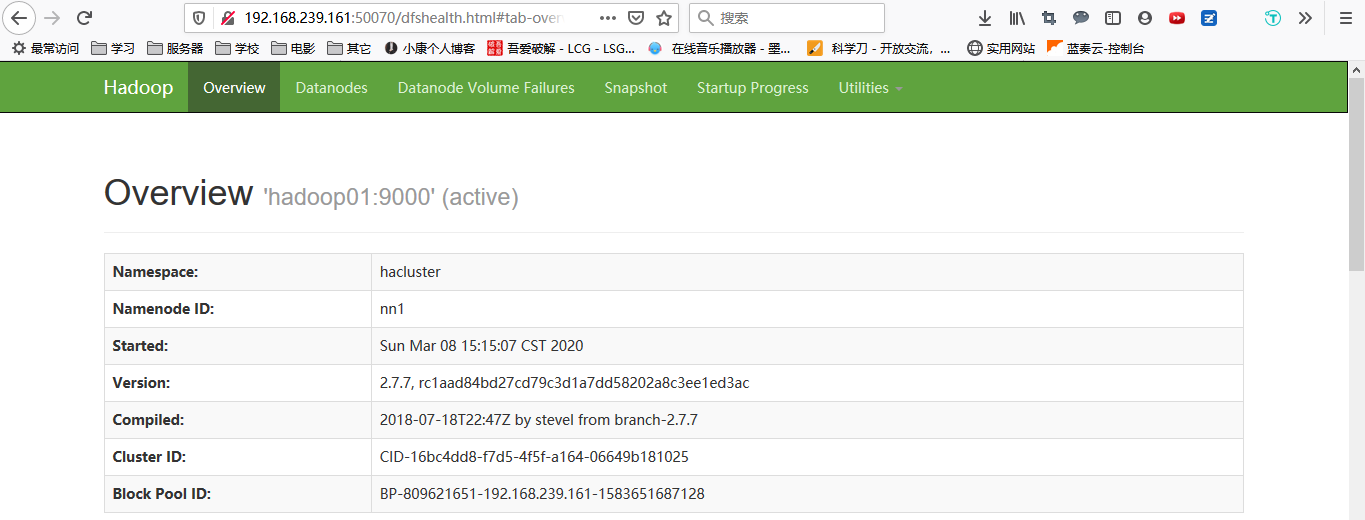 192.168.239.161:50070/dfshealth.html#tab-over
搜索
最常访问 学习 服务器 学校 电影 其它 小康个人博客 吾爱破解 - LCG - LSG... 在线音乐播放器 - 墨... 科学刀 - 开放交流，... 实用网站 蓝奏云-控制台
Hadoop Overview Datanodes Datanode Volume Failures Snapshot Startup Progress Utilities
Overview 'hadoop01:9000' (active)
Namespace: hacluster
Namenode ID: nn1
Started: Sun Mar 08 15:15:07 CST 2020
Version: 2.7.7, rc1aad84bd27cd79c3d1a7dd58202a8c3ee1ed3ac
Compiled: 2018-07-18T22:47Z by stevel from branch-2.7.7
Cluster ID: CID-16bc4dd8-f7d5-4f5f-a164-06649b181025
Block Pool ID: BP-809621651-192.168.239.161-1583651687128